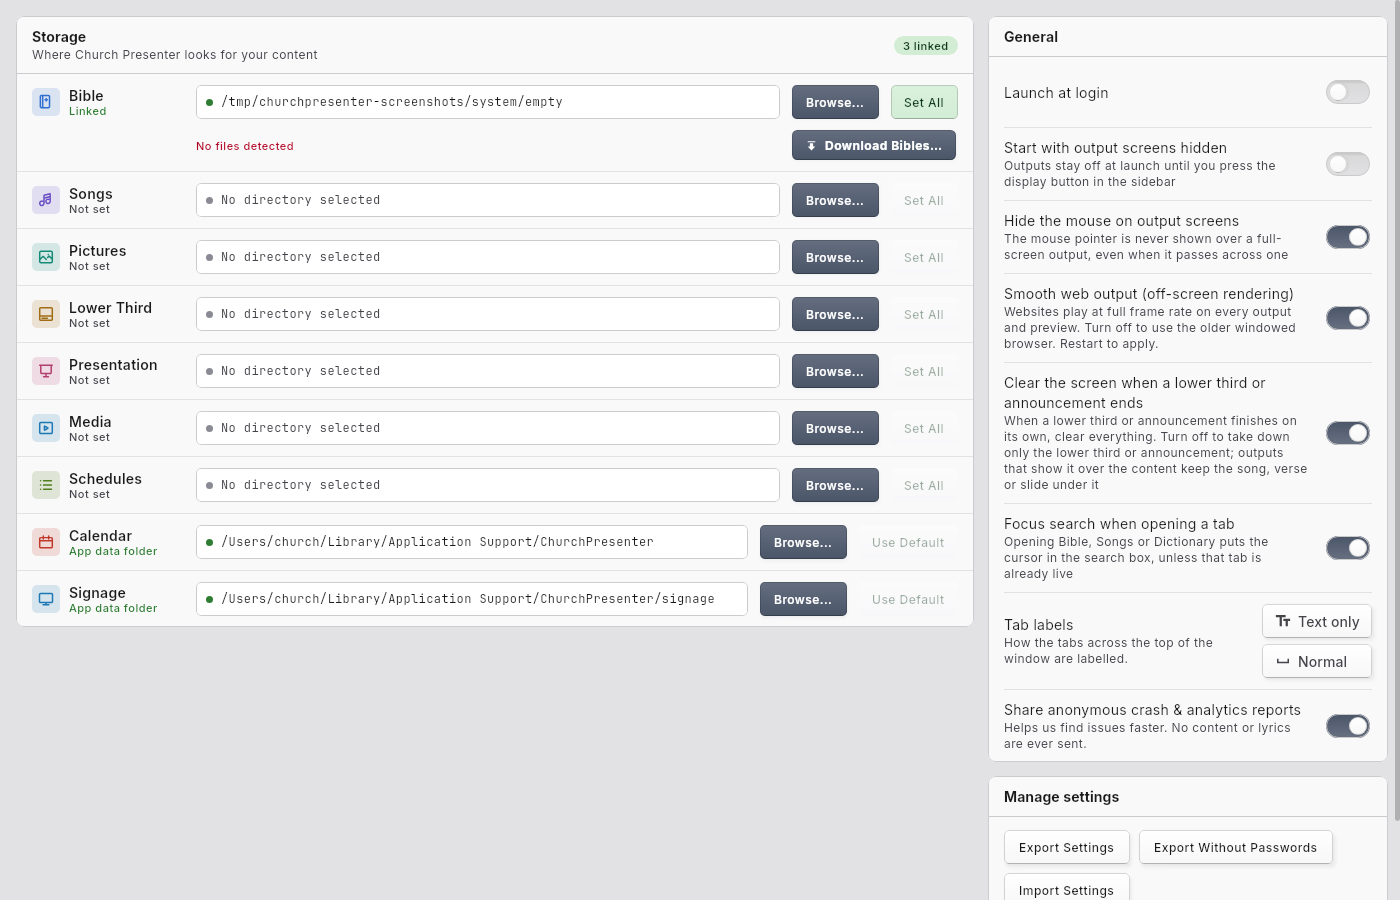 Storage
Where Church Presenter looks for your content
3 linked
Bible
Linked
/tmp/churchpresenter-screenshots/system/empty
Browse...
Set All
No files detected
Download Bibles...
Songs
Not set
No directory selected
Browse...
Set All
Pictures
Not set
No directory selected
Browse...
Set All
Lower Third
Not set
No directory selected
Browse...
Set All
Presentation
Not set
No directory selected
Browse...
Set All
Media
Not set
No directory selected
Browse...
Set All
Schedules
Not set
No directory selected
Browse...
Set All
Calendar
App data folder
/Users/church/Library/Application Support/ChurchPresenter
Browse...
Use Default
Signage
App data folder
/Users/church/Library/Application Support/ChurchPresenter/signage
Browse...
Use Default
General
Launch at login
Start with output screens hidden
Outputs stay off at launch until you press the
display button in the sidebar
Hide the mouse on output screens
The mouse pointer is never shown over a full-
screen output, even when it passes across one
Smooth web output (off-screen rendering)
Websites play at full frame rate on every output
and preview. Turn off to use the older windowed
browser. Restart to apply.
Clear the screen when a lower third or
announcement ends
When a lower third or announcement finishes on
its own, clear everything. Turn off to take down
only the lower third or announcement; outputs
that show it over the content keep the song, verse
or slide under it
Focus search when opening a tab
Opening Bible, Songs or Dictionary puts the
cursor in the search box, unless that tab is
already live
Tab labels
How the tabs across the top of the
window are labelled.
Text only
Normal
Share anonymous crash & analytics reports
Helps us find issues faster. No content or lyrics
are ever sent.
Manage settings
Export Settings
Export Without Passwords
Import Settings